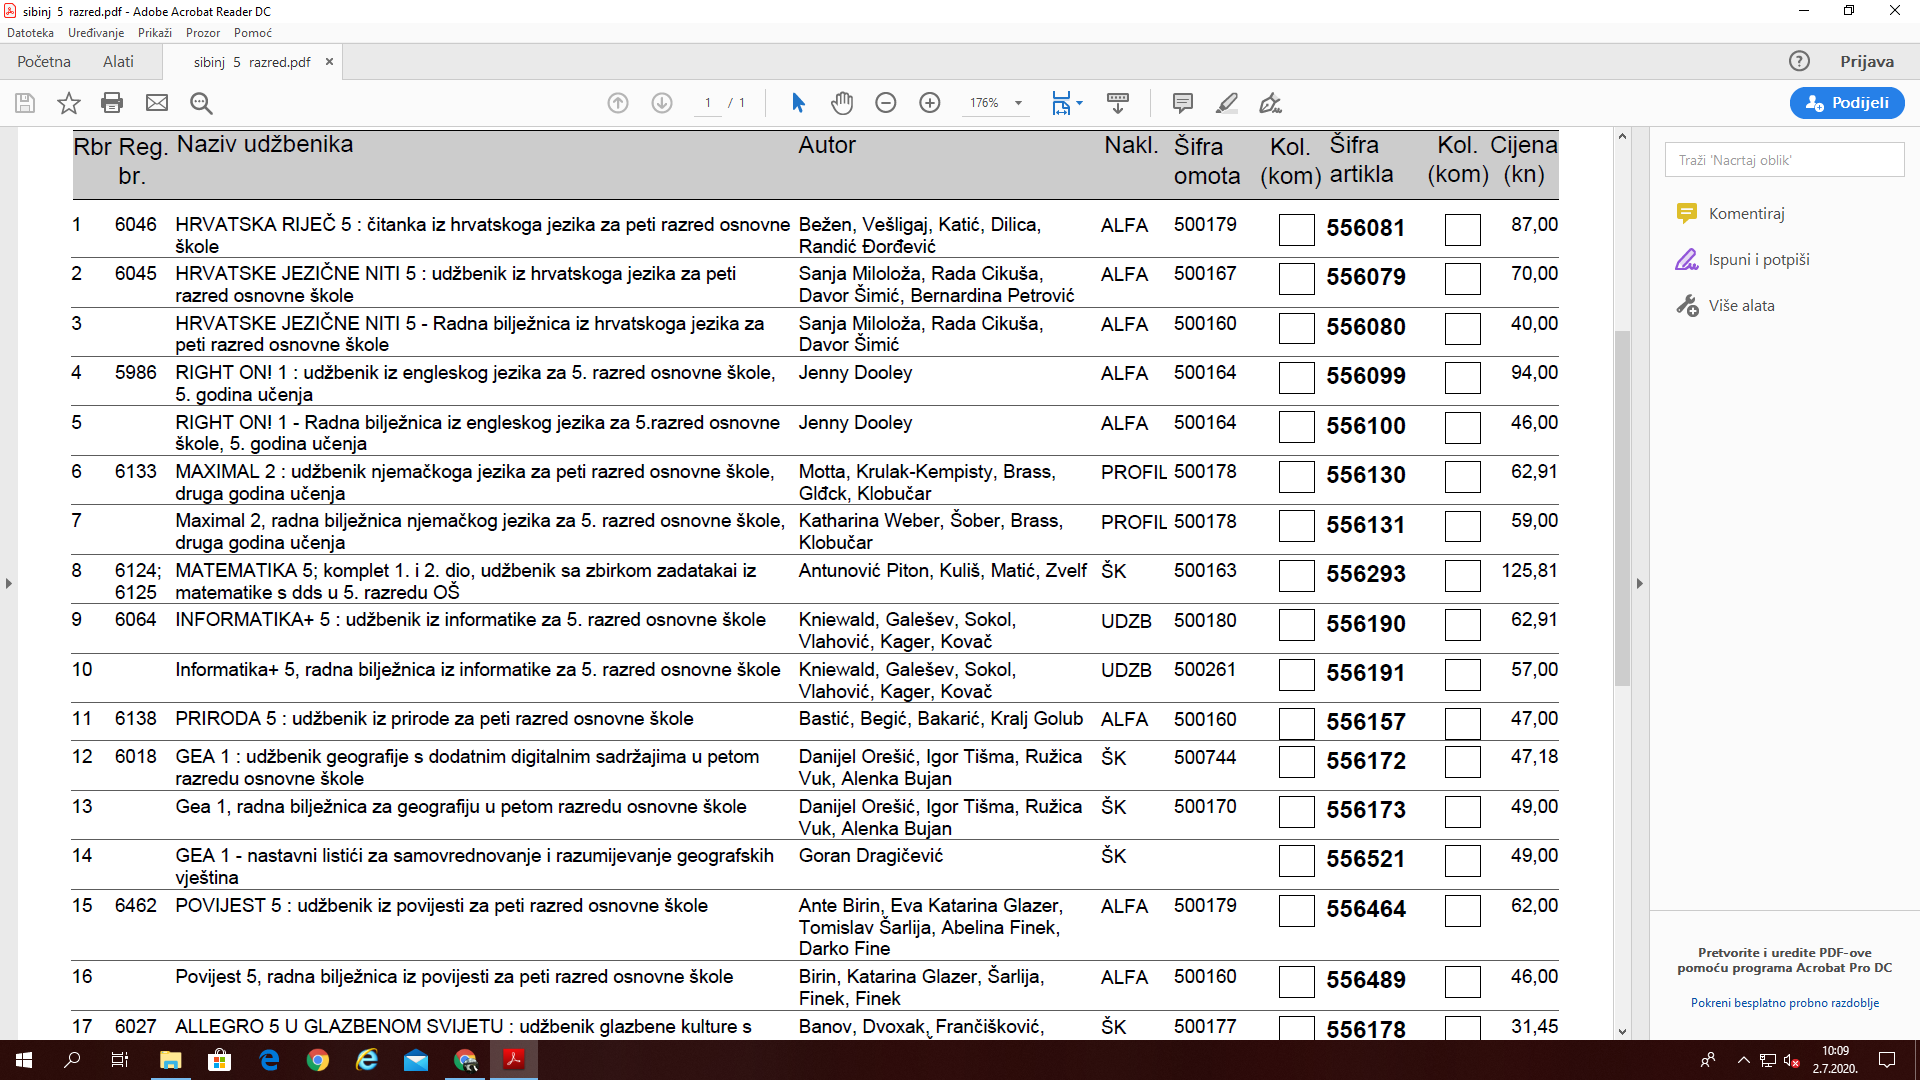 sibinj  5  razred.pdf - Adobe Acrobat Reader DC
Datoteka Uređivanje Prikaži Prozor Pomoć
Početna Alati sibinj  5  razred.pdf × ? Prijava
1 / 1 176% Podijeli
Rbr Reg. Naziv udžbenika Autor Nakl. Šifra Kol. Šifra Kol. Cijena
br. omota (kom) artikla (kom) (kn)
1 6046 HRVATSKA RIJEČ 5 : čitanka iz hrvatskoga jezika za peti razred osnovne Bežen, Vešligaj, Katić, Dilica, ALFA 500179 556081 87,00
škole Randić Đorđević
2 6045 HRVATSKE JEZIČNE NITI 5 : udžbenik iz hrvatskoga jezika za peti Sanja Miloloža, Rada Cikuša, ALFA 500167 556079 70,00
razred osnovne škole Davor Šimić, Bernardina Petrović
3 HRVATSKE JEZIČNE NITI 5 - Radna bilježnica iz hrvatskoga jezika za Sanja Miloloža, Rada Cikuša, ALFA 500160 556080 40,00
peti razred osnovne škole Davor Šimić
4 5986 RIGHT ON! 1 : udžbenik iz engleskog jezika za 5. razred osnovne škole, Jenny Dooley ALFA 500164 556099 94,00
5. godina učenja
5 RIGHT ON! 1 - Radna bilježnica iz engleskog jezika za 5.razred osnovne Jenny Dooley ALFA 500164 556100 46,00
škole, 5. godina učenja
6 6133 MAXIMAL 2 : udžbenik njemačkoga jezika za peti razred osnovne škole, Motta, Krulak-Kempisty, Brass, PROFIL 500178 556130 62,91
druga godina učenja Glđck, Klobučar
7 Maximal 2, radna bilježnica njemačkog jezika za 5. razred osnovne škole, Katharina Weber, Šober, Brass, PROFIL 500178 556131 59,00
druga godina učenja Klobučar
8 6124; MATEMATIKA 5; komplet 1. i 2. dio, udžbenik sa zbirkom zadatakai iz Antunović Piton, Kuliš, Matić, Zvelf ŠK 500163 556293 125,81
6125 matematike s dds u 5. razredu OŠ
9 6064 INFORMATIKA+ 5 : udžbenik iz informatike za 5. razred osnovne škole Kniewald, Galešev, Sokol, UDZB 500180 556190 62,91
Vlahović, Kager, Kovač
10 Informatika+ 5, radna bilježnica iz informatike za 5. razred osnovne škole Kniewald, Galešev, Sokol, UDZB 500261 556191 57,00
Vlahović, Kager, Kovač
11 6138 PRIRODA 5 : udžbenik iz prirode za peti razred osnovne škole Bastić, Begić, Bakarić, Kralj Golub ALFA 500160 556157 47,00
12 6018 GEA 1 : udžbenik geografije s dodatnim digitalnim sadržajima u petom Danijel Orešić, Igor Tišma, Ružica ŠK 500744 556172 47,18
razredu osnovne škole Vuk, Alenka Bujan
13 Gea 1, radna bilježnica za geografiju u petom razredu osnovne škole Danijel Orešić, Igor Tišma, Ružica ŠK 500170 556173 49,00
Vuk, Alenka Bujan
14 GEA 1 - nastavni listići za samovrednovanje i razumijevanje geografskih Goran Dragičević ŠK 556521 49,00
vještina
15 6462 POVIJEST 5 : udžbenik iz povijesti za peti razred osnovne škole Ante Birin, Eva Katarina Glazer, ALFA 500179 556464 62,00
Tomislav Šarlija, Abelina Finek,
Darko Fine
16 Povijest 5, radna bilježnica iz povijesti za peti razred osnovne škole Birin, Katarina Glazer, Šarlija, ALFA 500160 556489 46,00
Finek, Finek
17 6027 ALLEGRO 5 U GLAZBENOM SVIJETU : udžbenik glazbene kulture s Banov, Dvoxak, Frančišković, ŠK 500177 556178 31,45
Traži 'Nacrtaj oblik'
Komentiraj
Ispuni i potpiši
Više alata
Pretvorite i uredite PDF-ove
pomoću programa Acrobat Pro DC
Pokreni besplatno probno razdoblje
10:09
2.7.2020.